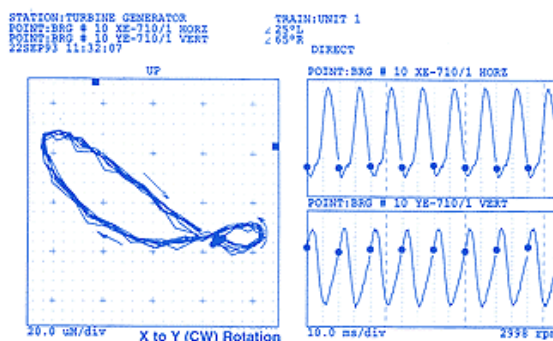 STATION:TURBINE GENERATOR TRAIN:UNIT 1
POINT:BRG # 10 XE-710/1 HORZ ∠ 25°L
POINT:BRG # 10 YE-710/1 VERT ∠ 65°R
22SEP93 11:32:07 DIRECT
UP
POINT:BRG # 10 XE-710/1 HORZ
POINT:BRG # 10 YE-710/1 VERT
20.0 uM/div X to Y (CW) Rotation
10.0 ms/div 2998 rpm